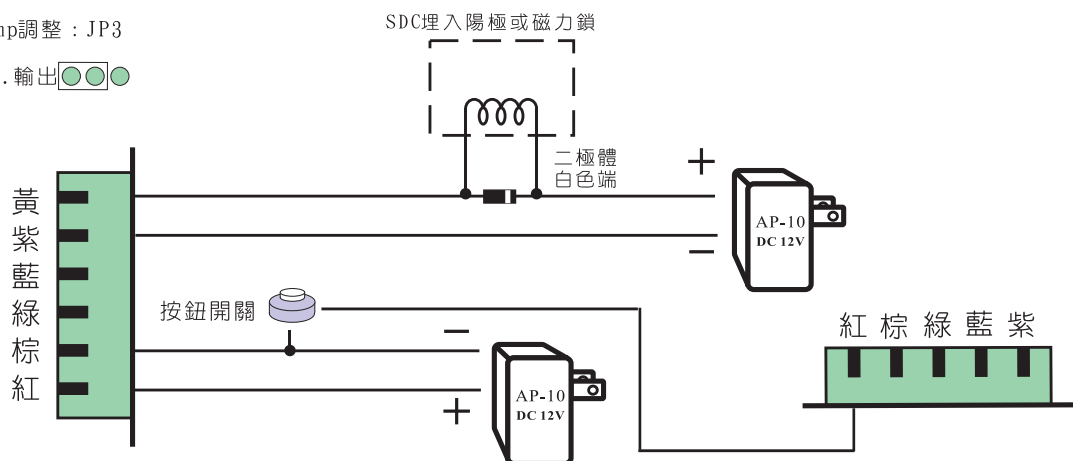 SDC埋入陽極或磁力鎖
mp調整：JP3
.輸出
二極體
白色端
+
−
AP-10
DC 12V
黃
紫
藍
綠
棕
紅
按鈕開關
−
+
AP-10
DC 12V
紅 棕 綠 藍 紫